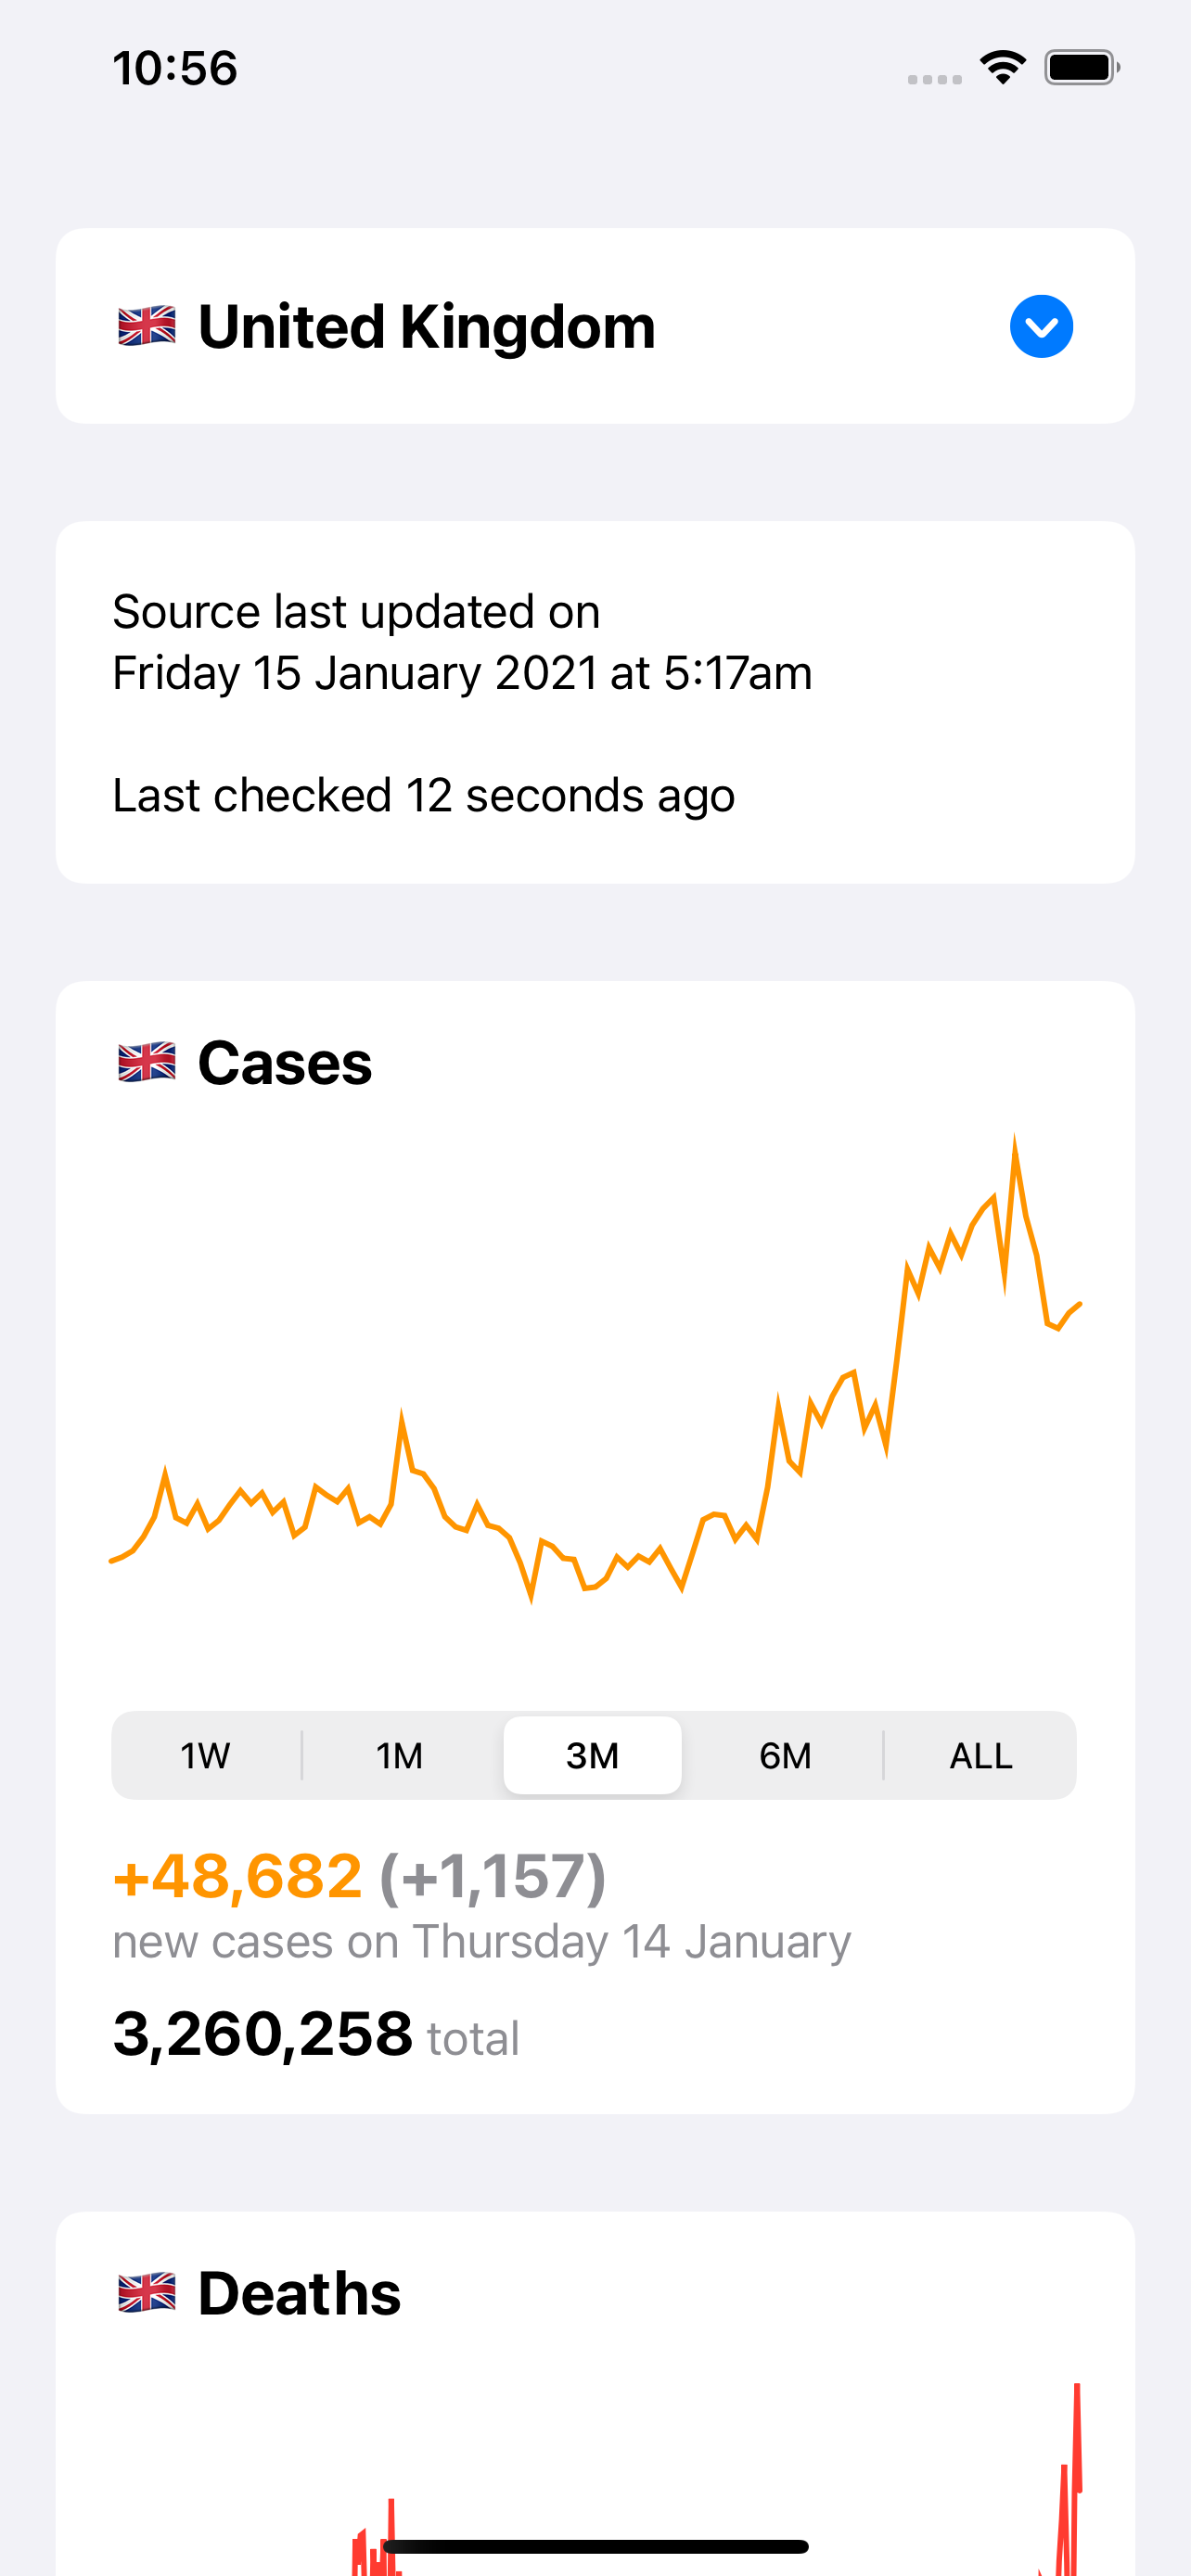 10:56
🇬🇧 United Kingdom
Source last updated on
Friday 15 January 2021 at 5:17am
Last checked 12 seconds ago
🇬🇧 Cases
1W 1M 3M 6M ALL
+48,682 (+1,157)
new cases on Thursday 14 January
3,260,258 total
🇬🇧 Deaths